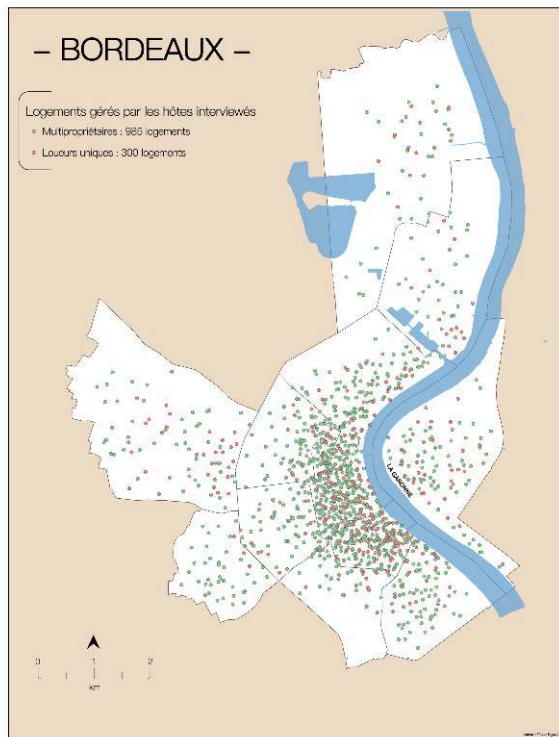 – BORDEAUX –
Logements gérés par les hôtes interviewés
Multipropriétaires : 985 logements
Loueurs uniques : 300 logements
LA GARONNE
0 1 2
km